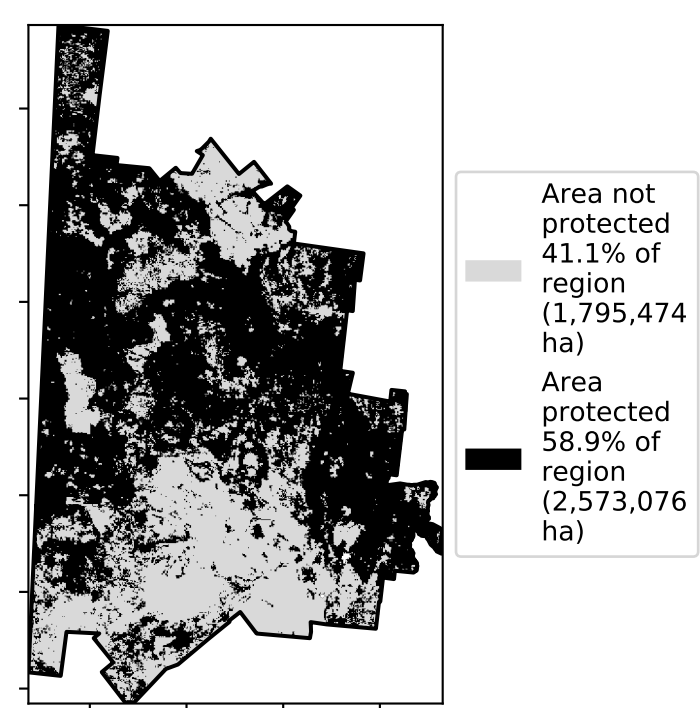 Area not
protected
41.1% of
region
(1,795,474
ha)
Area
protected
58.9% of
region
(2,573,076
ha)